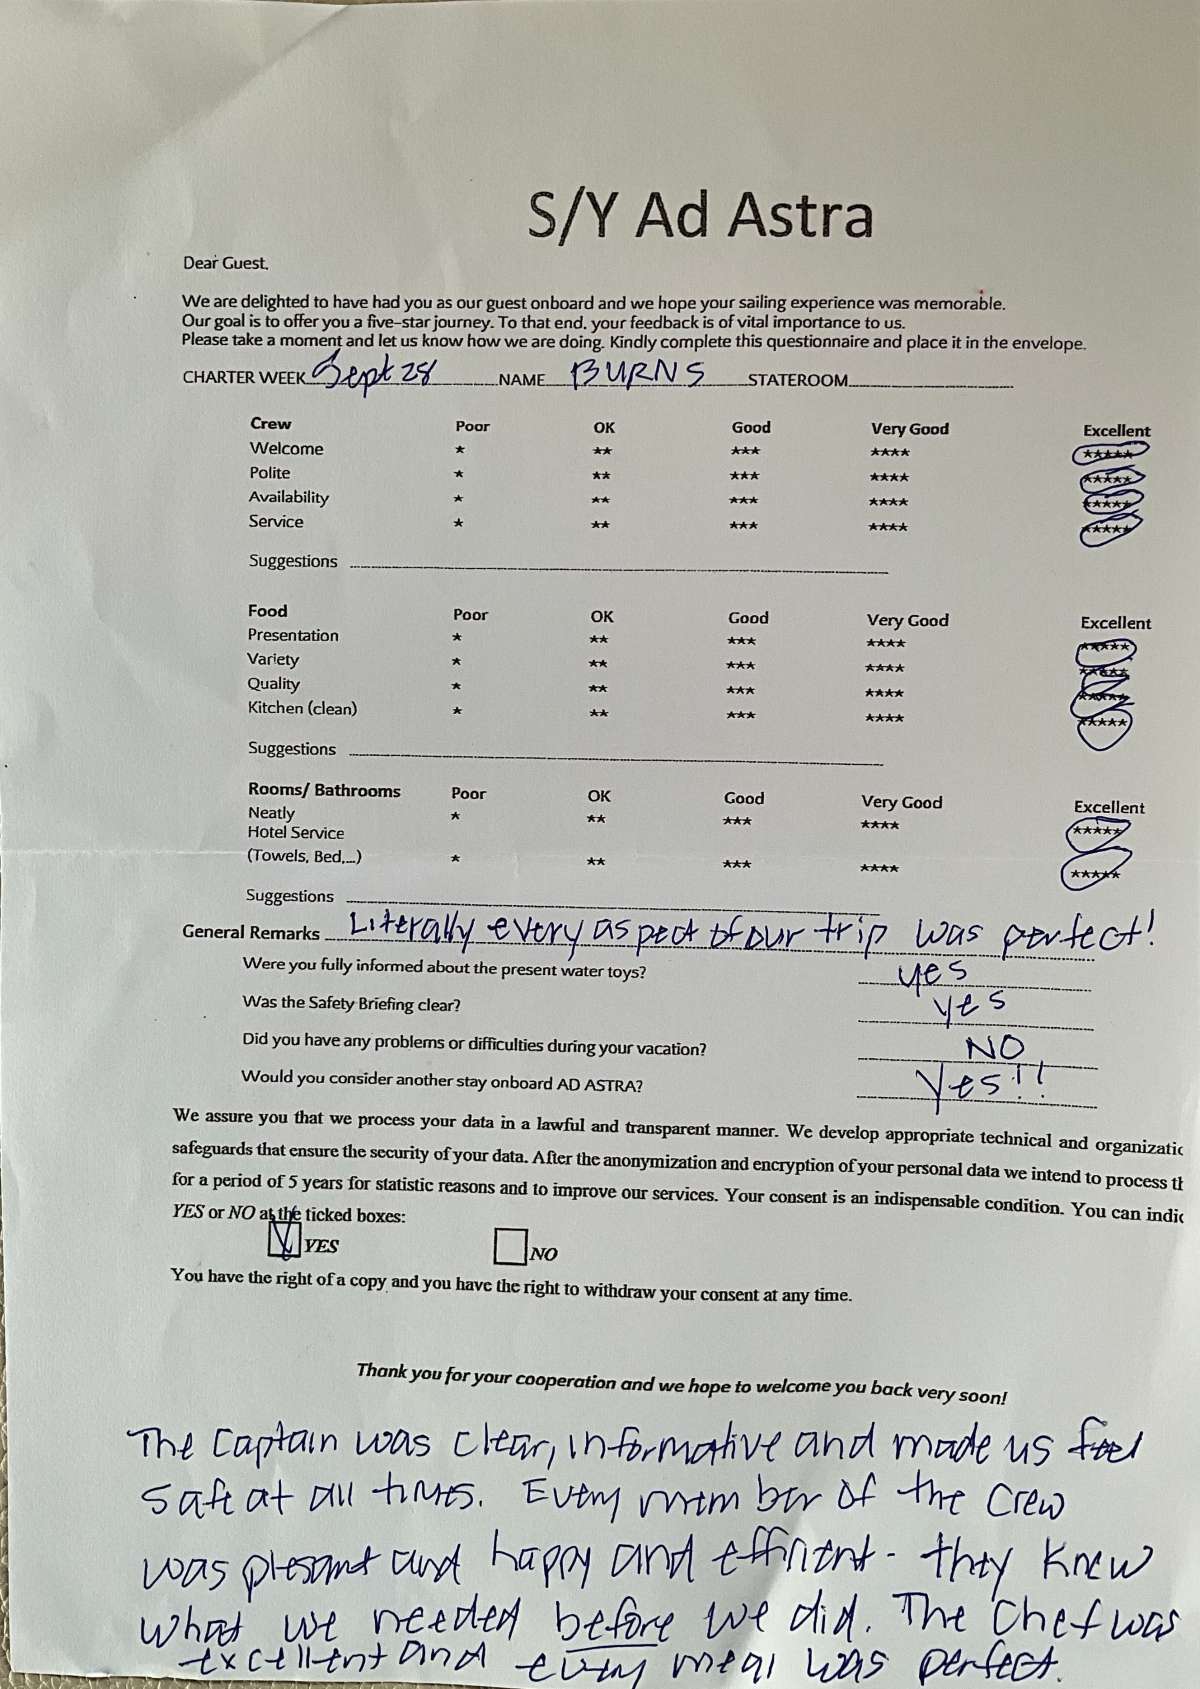 S/Y Ad Astra
Dear Guest,
We are delighted to have had you as our guest onboard and we hope your sailing experience was memorable.
Our goal is to offer you a five-star journey. To that end, your feedback is of vital importance to us.
Please take a moment and let us know how we are doing. Kindly complete this questionnaire and place it in the envelope.
CHARTER WEEK Sept 28 NAME BURNS STATEROOM
Crew Poor OK Good Very Good Excellent
Welcome * ** *** **** *****
Polite * ** *** **** *****
Availability * ** *** **** *****
Service * ** *** **** *****
Suggestions
Food Poor OK Good Very Good Excellent
Presentation * ** *** **** *****
Variety * ** *** **** *****
Quality * ** *** **** *****
Kitchen (clean) * ** *** **** *****
Suggestions
Rooms/ Bathrooms Poor OK Good Very Good Excellent
Neatly * ** *** **** *****
Hotel Service
(Towels, Bed,...) * ** *** **** *****
Suggestions
General Remarks Literally every aspect of our trip was perfect!
Were you fully informed about the present water toys? yes
Was the Safety Briefing clear? yes
Did you have any problems or difficulties during your vacation? NO
Would you consider another stay onboard AD ASTRA? Yes!!
We assure you that we process your data in a lawful and transparent manner. We develop appropriate technical and organizatic
safeguards that ensure the security of your data. After the anonymization and encryption of your personal data we intend to process th
for a period of 5 years for statistic reasons and to improve our services. Your consent is an indispensable condition. You can indic
YES or NO at the ticked boxes:
YES NO
You have the right of a copy and you have the right to withdraw your consent at any time.
Thank you for your cooperation and we hope to welcome you back very soon!
The Captain was clear, informative and made us feel
safe at all times. Every member of the crew
was plesant and happy and efficient - they knew
what we needed before we did. The Chef was
excellent and every meal was perfect.